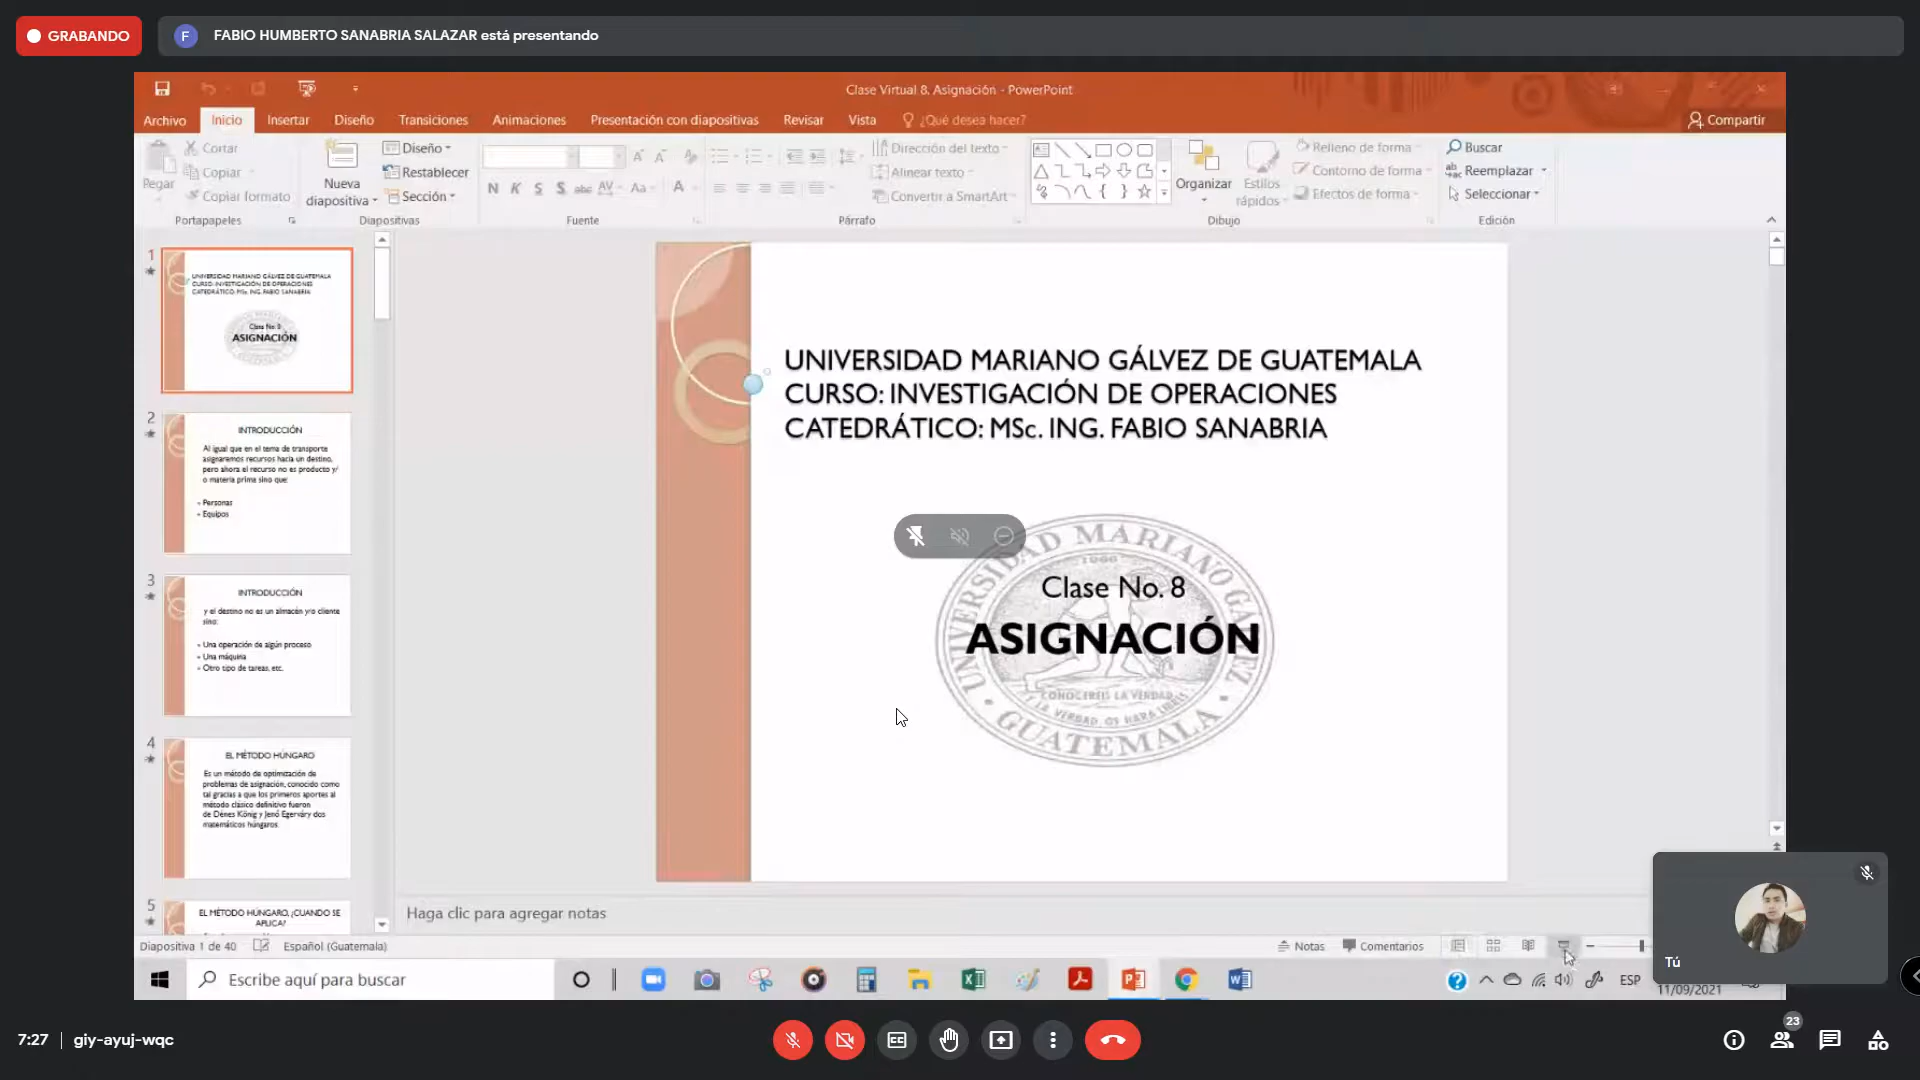 GRABANDO
F
FABIO HUMBERTO SANABRIA SALAZAR está presentando
Clase Virtual 8. Asignación - PowerPoint
Archivo
Inicio
Insertar
Diseño
Transiciones
Animaciones
Presentación con diapositivas
Revisar
Vista
¿Qué desea hacer?
Compartir
Pegar
Cortar
Copiar
Copiar formato
Portapapeles
Nueva
diapositiva
Diseño
Restablecer
Sección
Diapositivas
N K S S abc AV Aa A
Fuente
Dirección del texto
Alinear texto
Convertir a SmartArt
Párrafo
Organizar
Estilos
rápidos
Relleno de forma
Contorno de forma
Efectos de forma
Dibujo
Buscar
Reemplazar
Seleccionar
Edición
1
UNIVERSIDAD MARIANO GÁLVEZ DE GUATEMALA
CURSO: INVESTIGACIÓN DE OPERACIONES
CATEDRÁTICO: MSc. ING. FABIO SANABRIA
Clase No. 8
ASIGNACIÓN
2
INTRODUCCIÓN
Al igual que en el tema de transporte
asignaremos recursos hacia un destino,
pero ahora el recurso no es producto y/
o materia prima sino que:
Personas
Equipos
3
INTRODUCCIÓN
y el destino no es un almacén y/o cliente
sino:
Una operación de algún proceso
Una máquina
Otro tipo de tareas, etc.
4
EL MÉTODO HÚNGARO
Es un método de optimización de
problemas de asignación, conocido como
tal gracias a que los primeros aportes al
método clásico definitivo fueron
de Dénes König y Jenő Egerváry dos
matemáticos húngaros.
5
EL MÉTODO HÚNGARO, ¿CUANDO SE
APLICA?
UNIVERSIDAD MARIANO GÁLVEZ DE GUATEMALA
CURSO: INVESTIGACIÓN DE OPERACIONES
CATEDRÁTICO: MSc. ING. FABIO SANABRIA
UNIVERSIDAD MARIANO GALVEZ
1966
Clase No. 8
ASIGNACIÓN
CONOCEREIS LA VERDAD
Y LA VERDAD OS HARA LIBRES
GUATEMALA
Haga clic para agregar notas
Diapositiva 1 de 40
Español (Guatemala)
Notas
Comentarios
Escribe aquí para buscar
ESP
11/09/2021
Tú
7:27
giy-ayuj-wqc
23